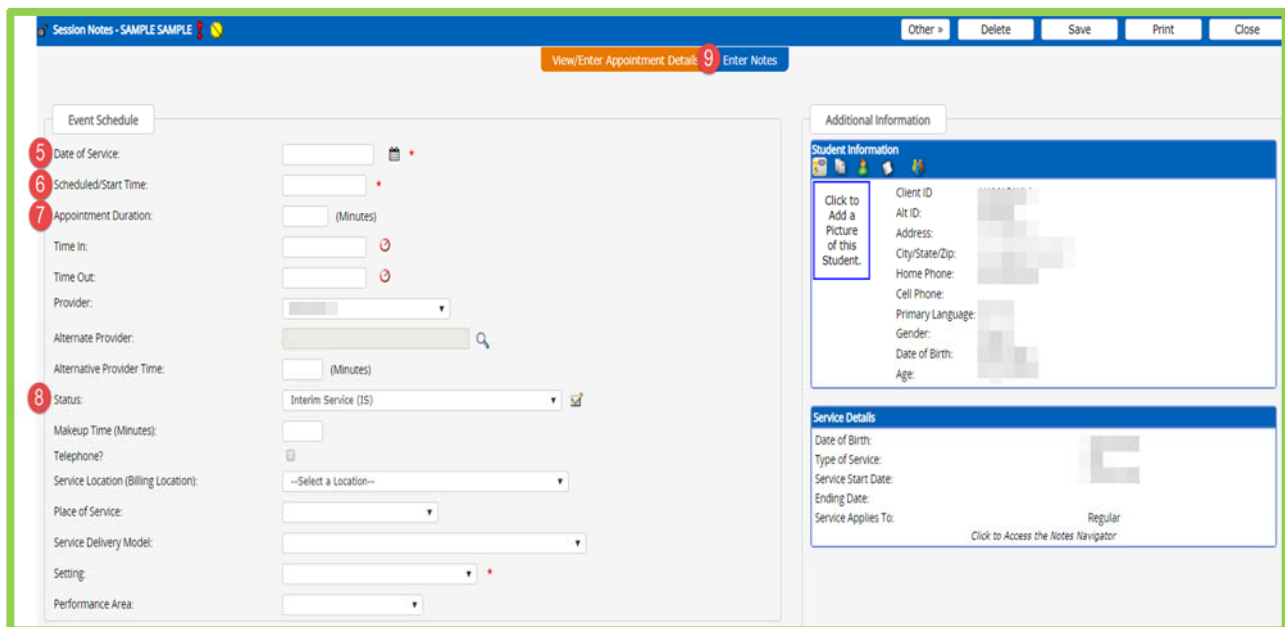 Session Notes - SAMPLE SAMPLE
Other » Delete Save Print Close
View/Enter Appointment Details 9 Enter Notes
Event Schedule
5 Date of Service: *
6 Scheduled/Start Time: *
7 Appointment Duration: (Minutes)
Time In:
Time Out:
Provider:
Alternate Provider:
Alternative Provider Time: (Minutes)
8 Status: Interim Service (IS)
Makeup Time (Minutes):
Telephone?
Service Location (Billing Location): --Select a Location--
Place of Service:
Service Delivery Model:
Setting: *
Performance Area:
Additional Information
Student Information
Click to
Add a
Picture
of this
Student.
Client ID
Alt ID:
Address:
City/State/Zip:
Home Phone:
Cell Phone:
Primary Language:
Gender:
Date of Birth:
Age:
Service Details
Date of Birth:
Type of Service:
Service Start Date:
Ending Date:
Service Applies To: Regular
Click to Access the Notes Navigator